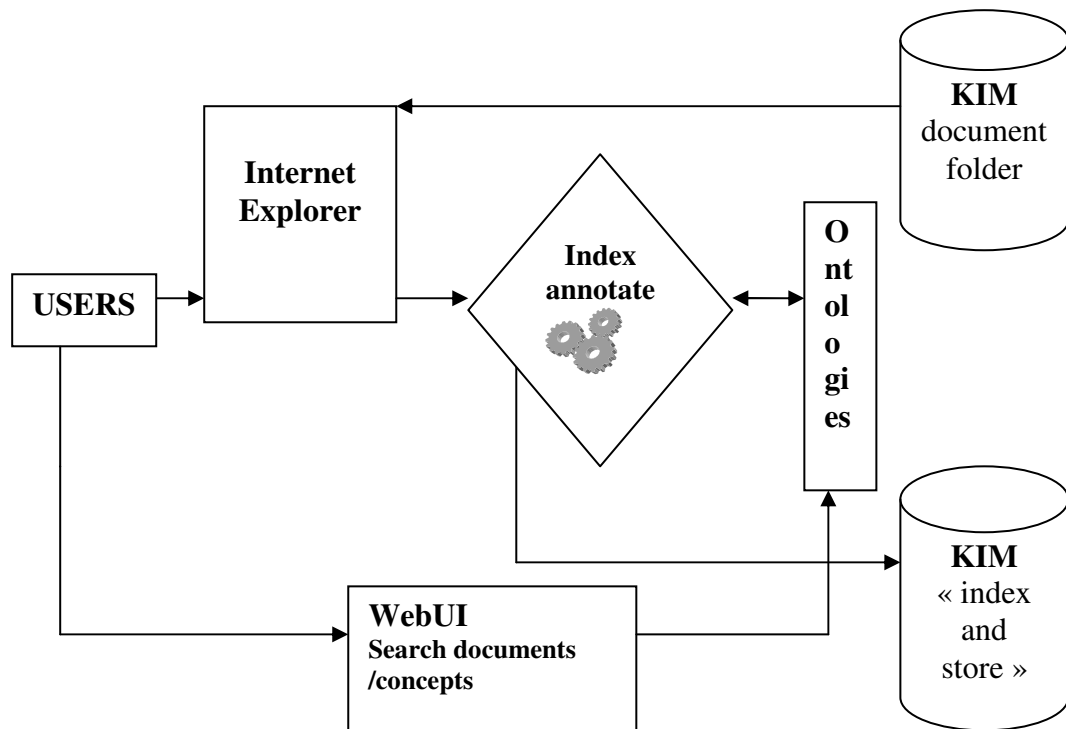 KIM
document
folder
Internet
Explorer
O
nt
ol
o
gi
es
Index
annotate
USERS
KIM
« index
and
store »
WebUI
Search documents
/concepts